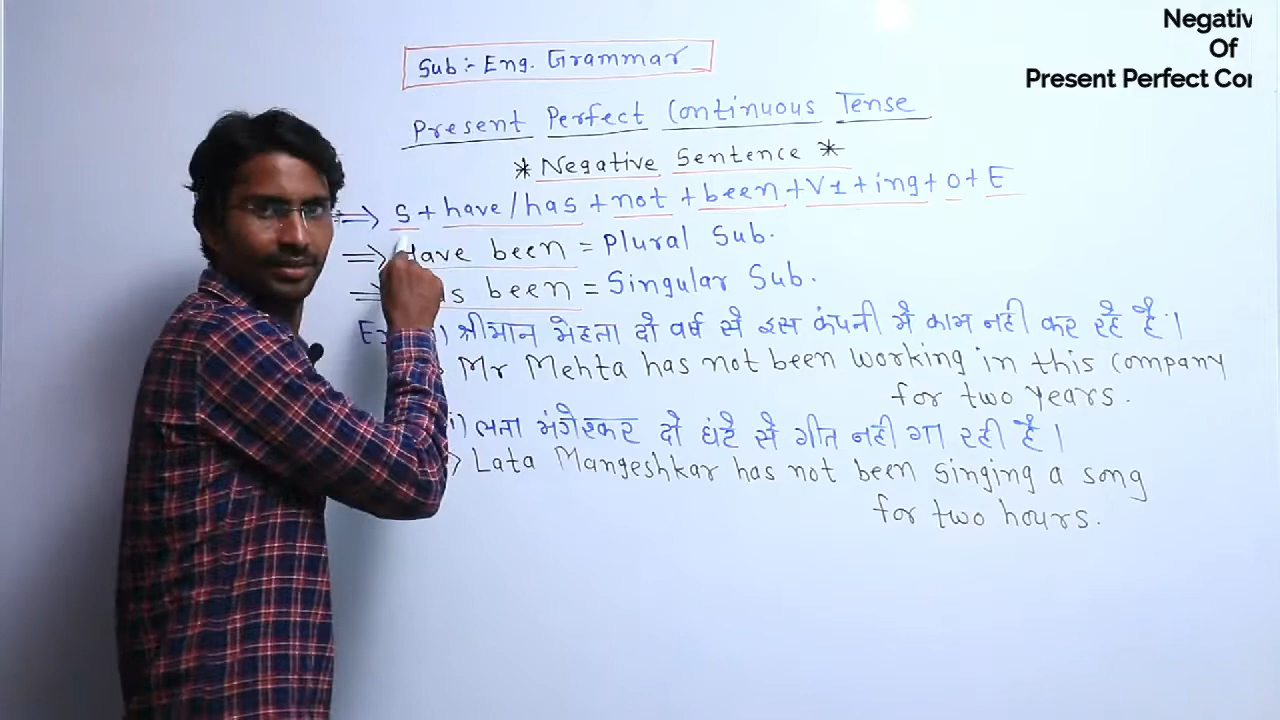 Negativ
Of
Present Perfect Con
Sub:- Eng. Grammar
Present Perfect Continuous Tense
* Negative Sentence *
⇒ S + have/has + not + been + V1 + ing + O + E
⇒ Have been = Plural Sub.
⇒ been = Singular Sub.
श्रीमान मेहता दो वर्ष से इस कंपनी मे काम नही कर रहे है।
Mr Mehta has not been working in this company
for two years.
लता मंगेश्कर दो घंटे से गीत नही गा रही है।
Lata Mangeshkar has not been singing a song
for two hours.